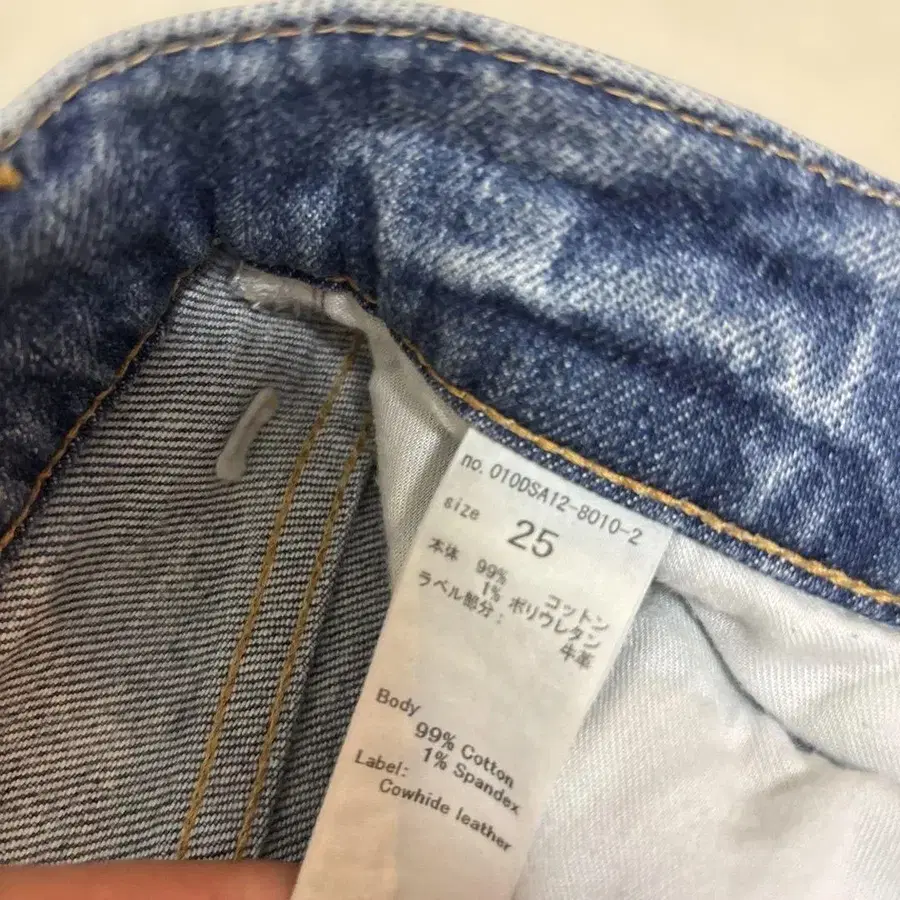 no. 010DSA12-8010-2
size 25
本体 99% コットン
1% ポリウレタン
ラベル部分: 牛革
Body
99% Cotton
1% Spandex
Label:
Cowhide leather